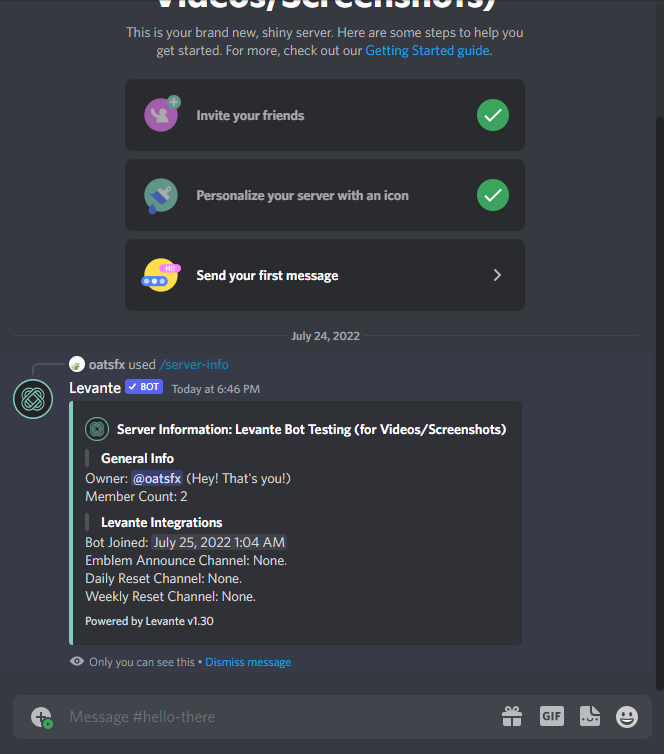 Videos/Screenshots)
This is your brand new, shiny server. Here are some steps to help you
get started. For more, check out our Getting Started guide.
Invite your friends
Personalize your server with an icon
HI!
Send your first message
July 24, 2022
oatsfx used /server-info
Levante ✓ BOT Today at 6:46 PM
Server Information: Levante Bot Testing (for Videos/Screenshots)
General Info
Owner: @oatsfx (Hey! That's you!)
Member Count: 2
Levante Integrations
Bot Joined: July 25, 2022 1:04 AM
Emblem Announce Channel: None.
Daily Reset Channel: None.
Weekly Reset Channel: None.
Powered by Levante v1.30
Only you can see this • Dismiss message
Message #hello-there
GIF